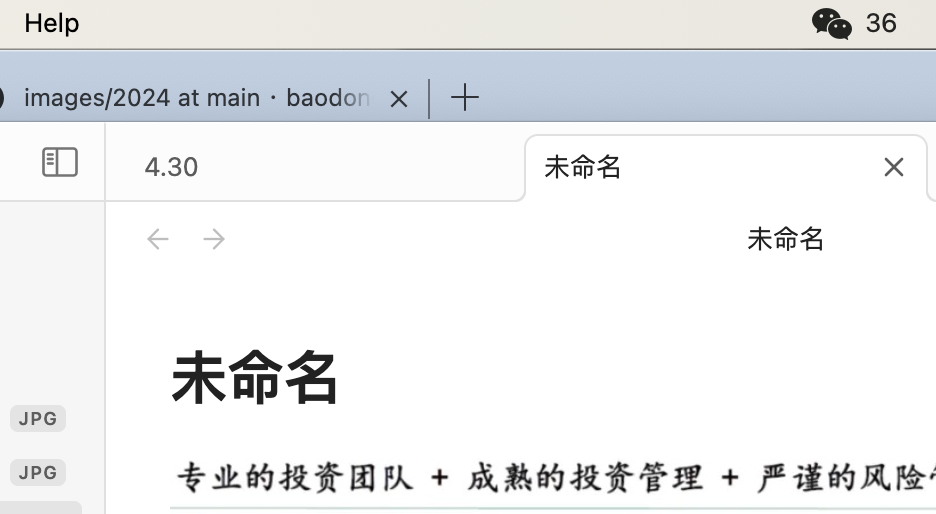 Help
36
images/2024 at main · baodon
4.30
未命名
未命名
未命名
JPG
JPG
专业的投资团队 + 成熟的投资管理 + 严谨的风险